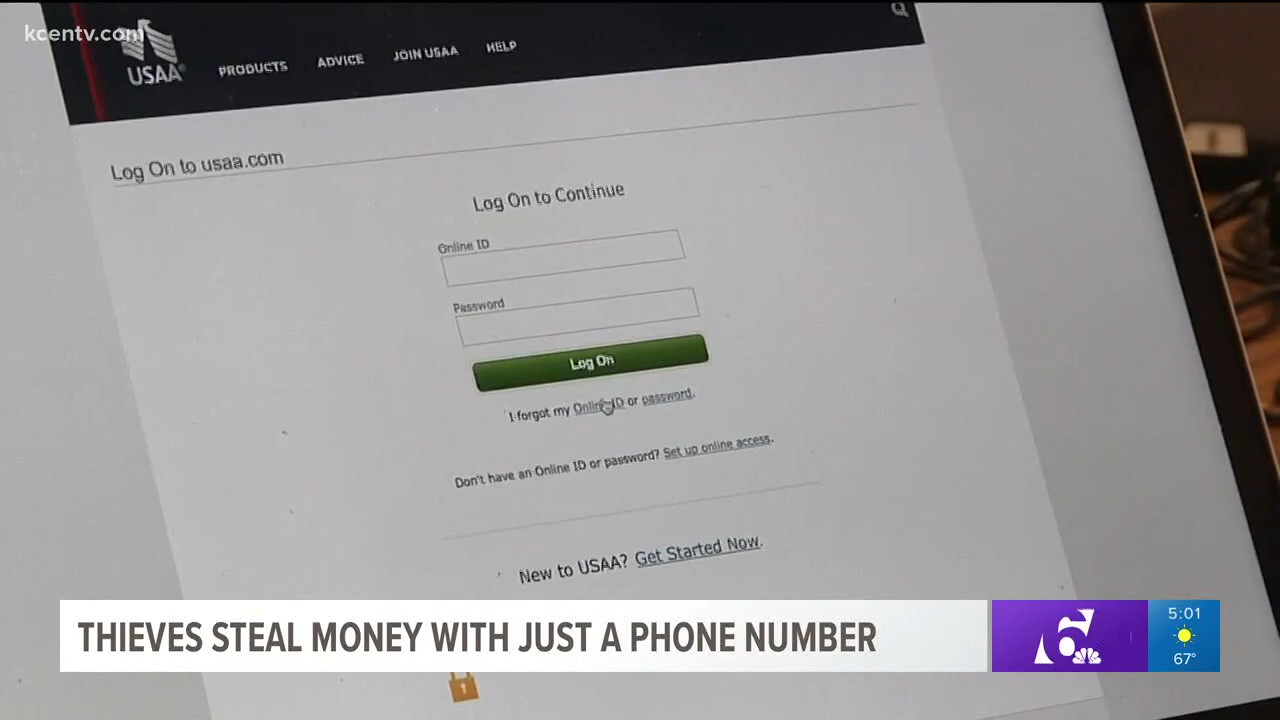 kcentv.com
USAA®
PRODUCTS
ADVICE
JOIN USAA
HELP
Log On to usaa.com
Log On to Continue
Online ID
Password
Log On
I forgot my Online ID or password.
Don't have an Online ID or password? Set up online access.
New to USAA? Get Started Now.
THIEVES STEAL MONEY WITH JUST A PHONE NUMBER
6
5:01
67°